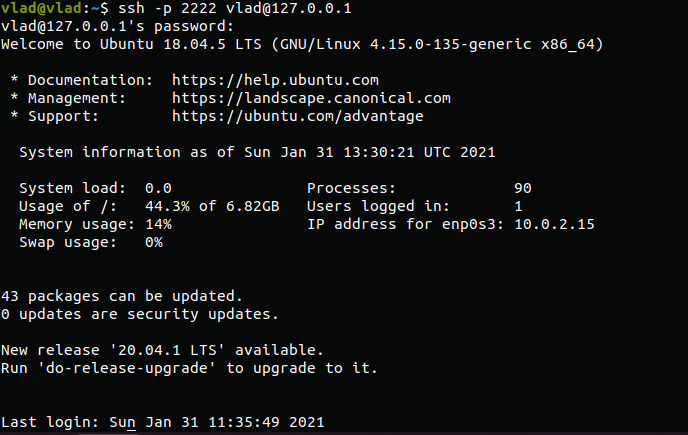 vlad@vlad:~$ ssh -p 2222 vlad@127.0.0.1
vlad@127.0.0.1's password:
Welcome to Ubuntu 18.04.5 LTS (GNU/Linux 4.15.0-135-generic x86_64)
* Documentation:  https://help.ubuntu.com
* Management:     https://landscape.canonical.com
* Support:        https://ubuntu.com/advantage
System information as of Sun Jan 31 13:30:21 UTC 2021
System load:  0.0               Processes:             90
Usage of /:   44.3% of 6.82GB   Users logged in:       1
Memory usage: 14%               IP address for enp0s3: 10.0.2.15
Swap usage:   0%
43 packages can be updated.
0 updates are security updates.
New release '20.04.1 LTS' available.
Run 'do-release-upgrade' to upgrade to it.
Last login: Sun Jan 31 11:35:49 2021